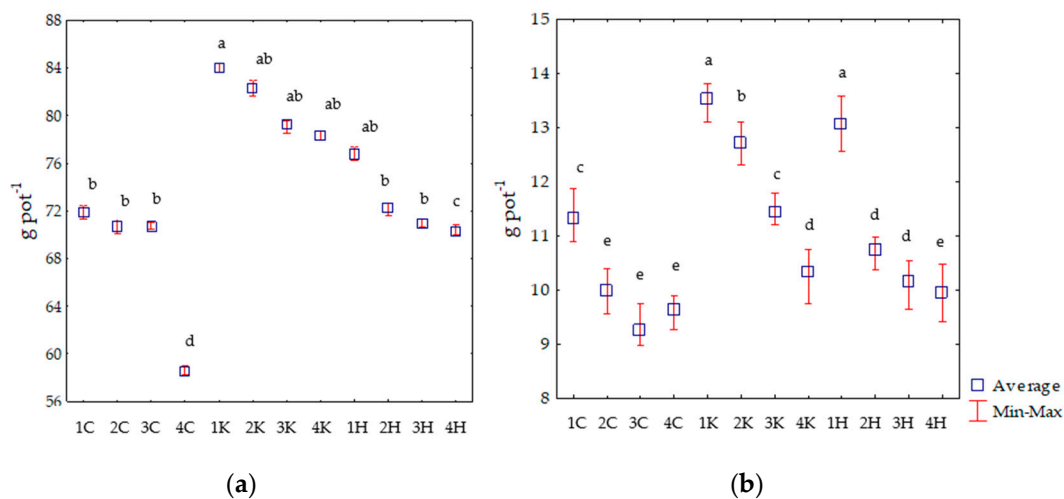 88
84
80
76
72
68
64
60
56
g pot-1
a
ab
ab
ab
ab
b
b
b
b
b
c
d
1C 2C 3C 4C 1K 2K 3K 4K 1H 2H 3H 4H
(a)
15
14
13
12
11
10
9
8
g pot-1
a
a
b
c
c
d
d
d
e
e
e
e
1C 2C 3C 4C 1K 2K 3K 4K 1H 2H 3H 4H
(b)
Average
Min-Max